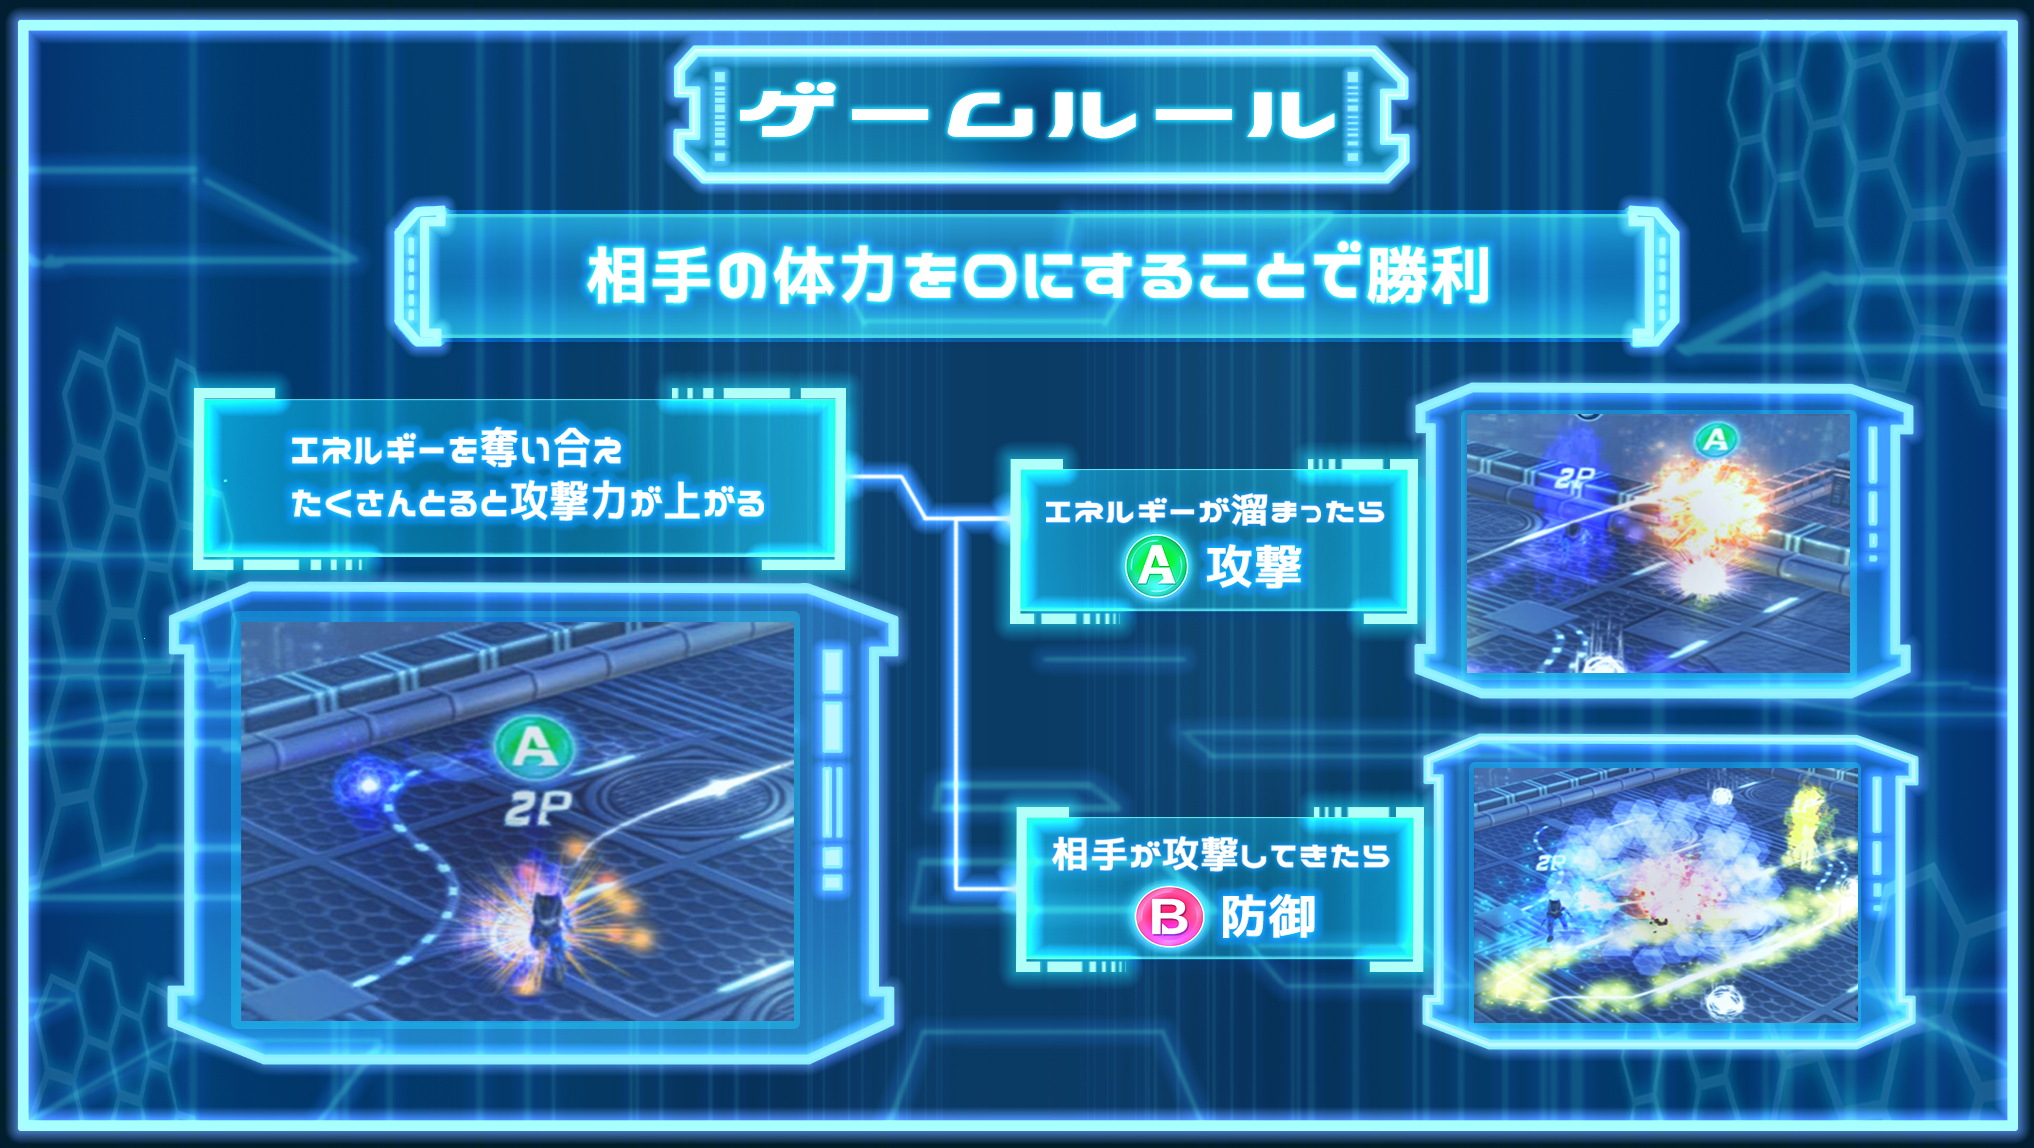 ゲームルール
相手の体力を0にすることで勝利
エネルギーを奪い合え
たくさんとると攻撃力が上がる
エネルギーが溜まったら
A 攻撃
A
2P
A
2P
相手が攻撃してきたら
B 防御
2P